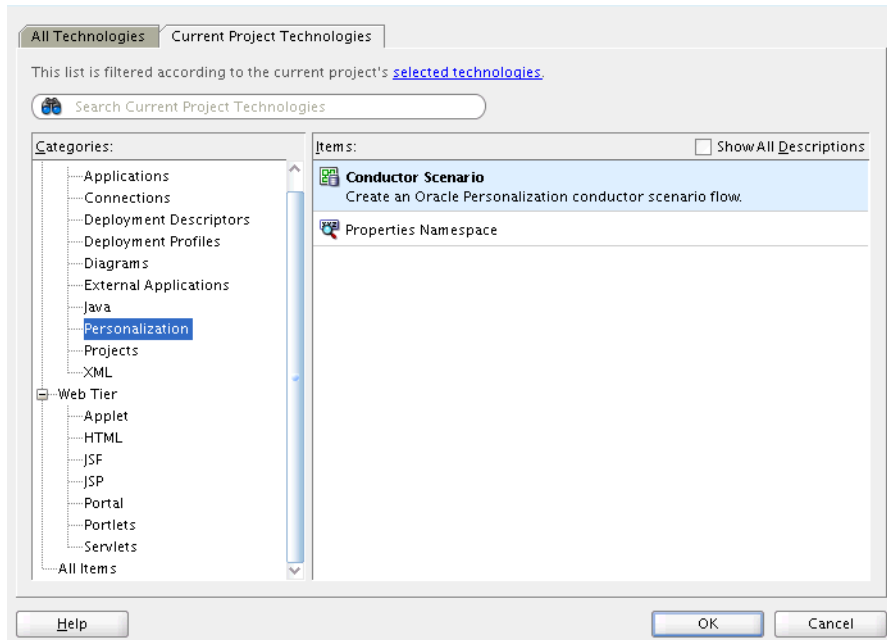 All Technologies
Current Project Technologies
This list is filtered according to the current project's selected technologies.
Search Current Project Technologies
Categories:
Applications
Connections
Deployment Descriptors
Deployment Profiles
Diagrams
External Applications
Java
Personalization
Projects
XML
Web Tier
Applet
HTML
JSF
JSP
Portal
Portlets
Servlets
All Items
Items:
Show All Descriptions
Conductor Scenario
Create an Oracle Personalization conductor scenario flow.
Properties Namespace
Help
OK
Cancel